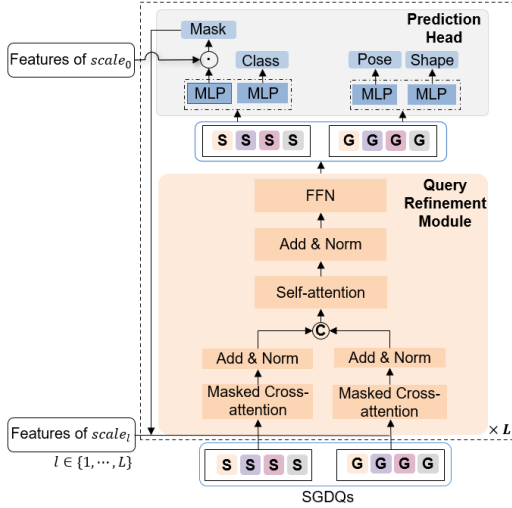 Prediction
Head
Mask
Features of scale₀
Class
Pose
Shape
MLP
MLP
MLP
MLP
S S S S
G G G G
Query
Refinement
Module
FFN
Add & Norm
Self-attention
C
Add & Norm
Add & Norm
Masked Cross-
attention
Masked Cross-
attention
× L
Features of scaleₗ
l ∈ {1, ⋯, L}
S S S S
G G G G
SGDQs